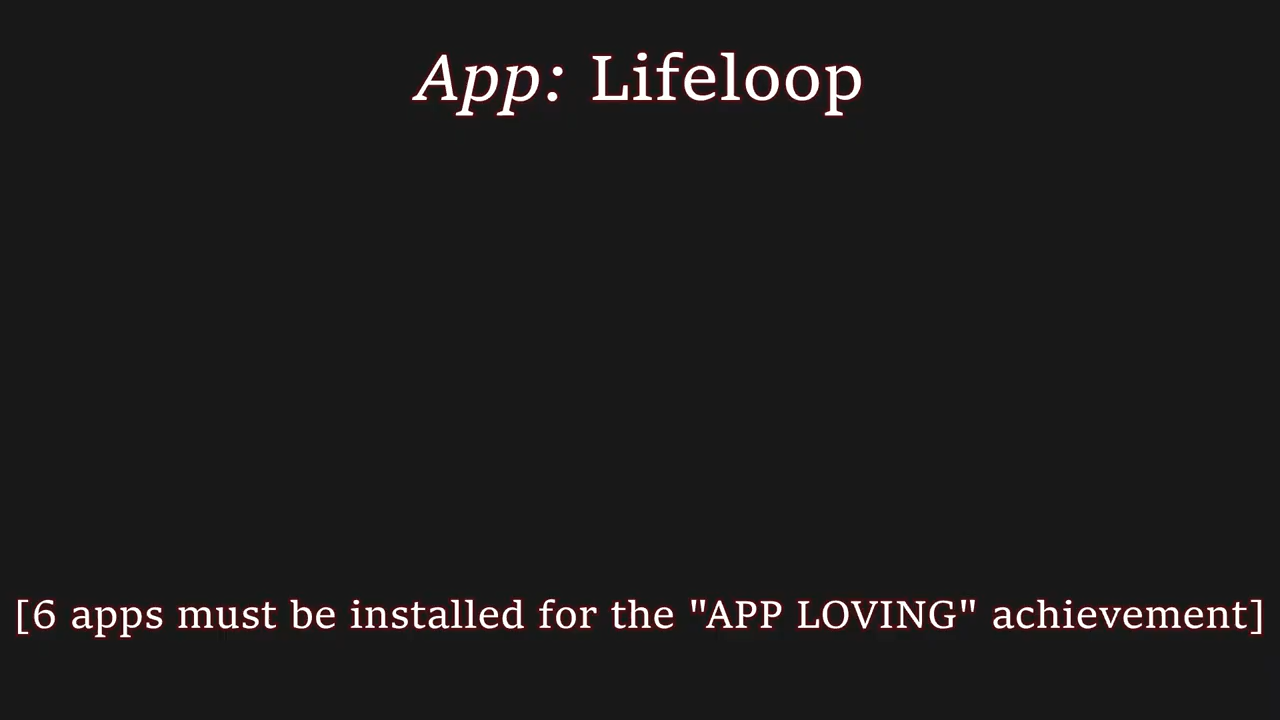 App: Lifeloop
[6 apps must be installed for the "APP LOVING" achievement]